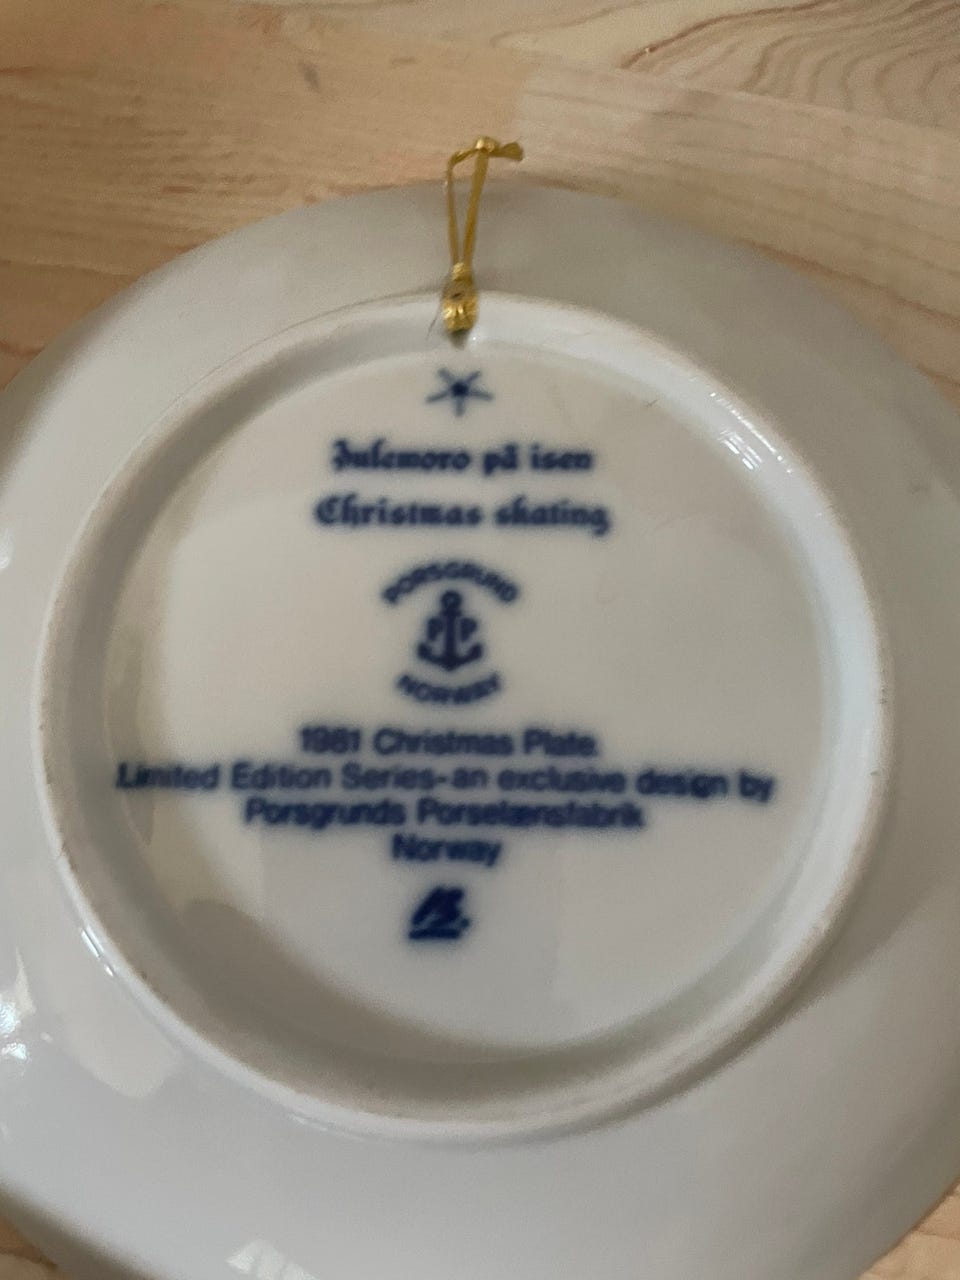 Julemoro på isen
Christmas skating
PORSGRUND
P P
NORWAY
1981 Christmas Plate
Limited Edition Series-an exclusive design by
Porsgrunds Porselænsfabrik
Norway